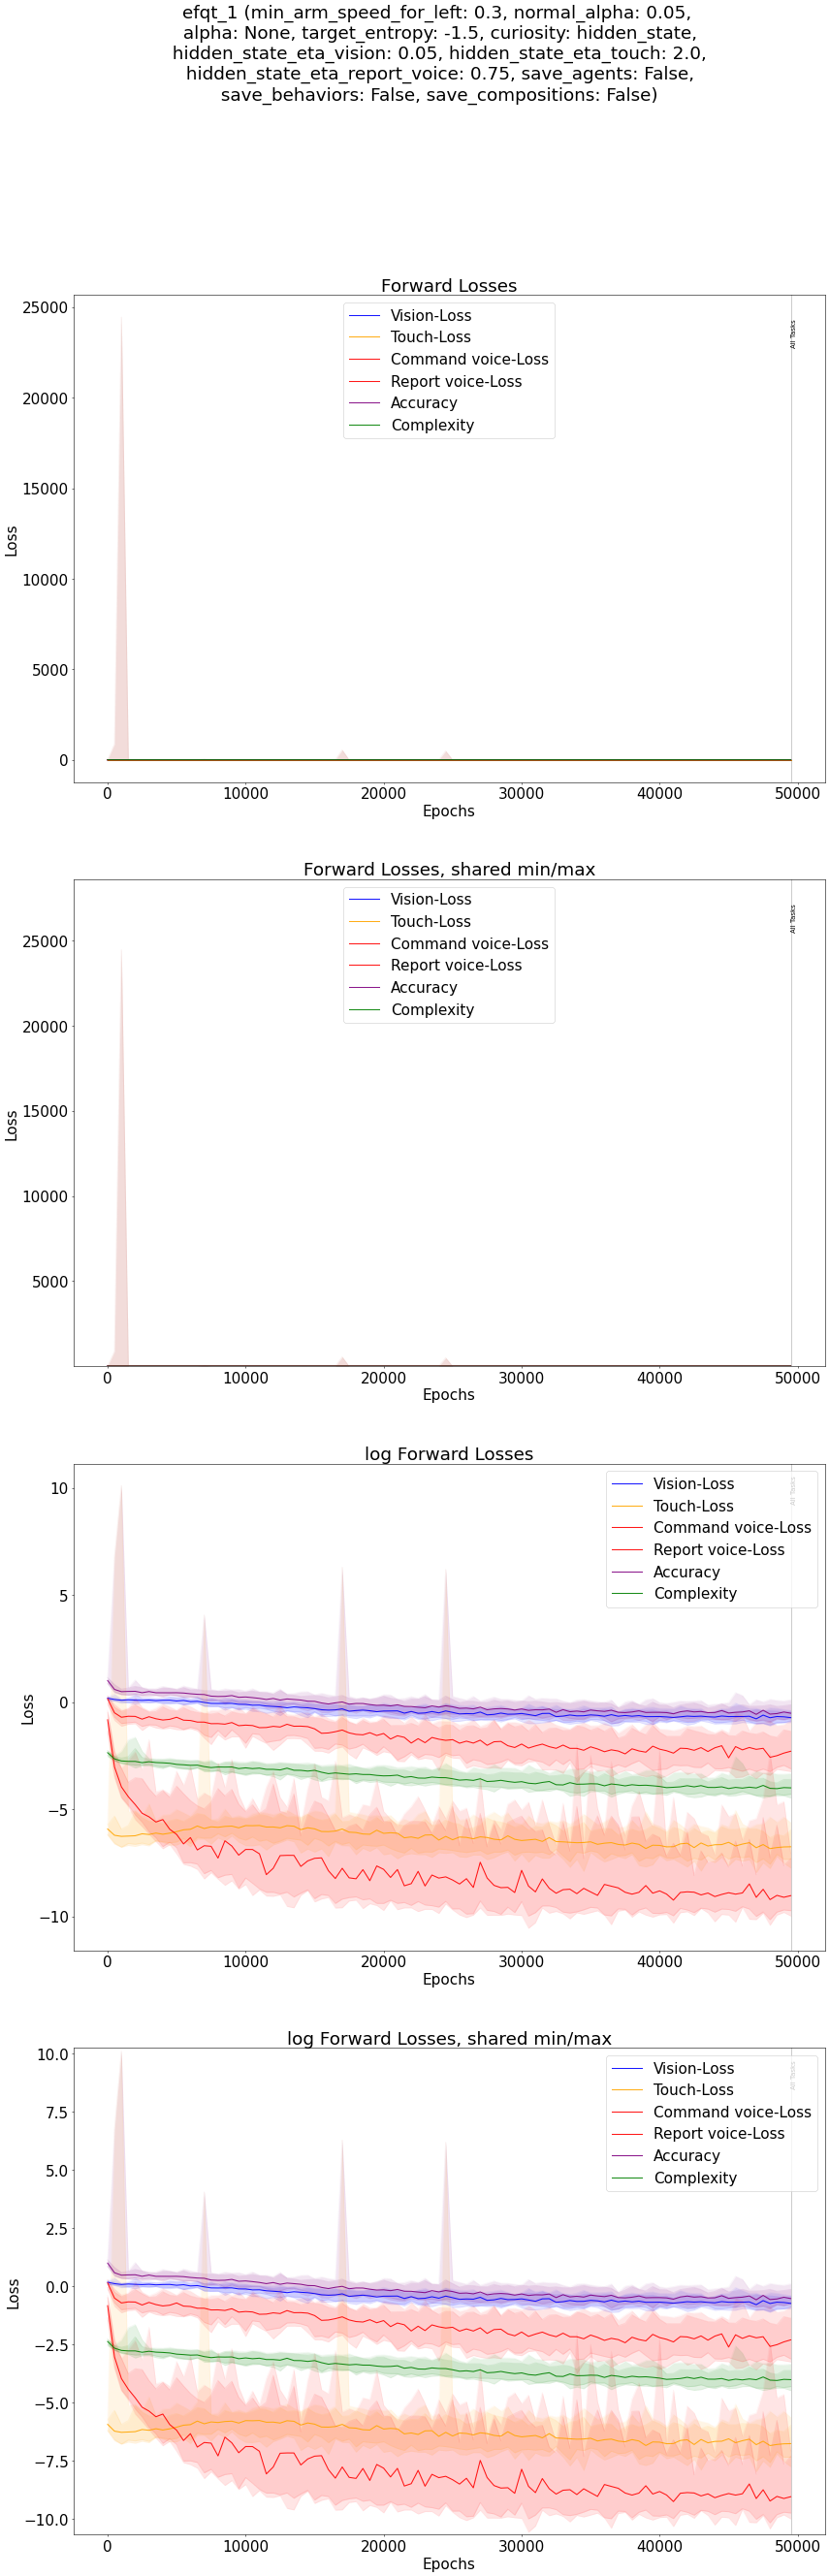 efqt_1 (min_arm_speed_for_left: 0.3, normal_alpha: 0.05,
alpha: None, target_entropy: -1.5, curiosity: hidden_state,
hidden_state_eta_vision: 0.05, hidden_state_eta_touch: 2.0,
hidden_state_eta_report_voice: 0.75, save_agents: False,
save_behaviors: False, save_compositions: False)
Forward Losses
25000
20000
15000
10000
5000
0
Loss
Vision-Loss
Touch-Loss
Command voice-Loss
Report voice-Loss
Accuracy
Complexity
All Tasks
0 10000 20000 30000 40000 50000
Epochs
Forward Losses, shared min/max
25000
20000
15000
10000
5000
Loss
Vision-Loss
Touch-Loss
Command voice-Loss
Report voice-Loss
Accuracy
Complexity
All Tasks
0 10000 20000 30000 40000 50000
Epochs
log Forward Losses
10
5
0
−5
−10
Loss
Vision-Loss
Touch-Loss
Command voice-Loss
Report voice-Loss
Accuracy
Complexity
All Tasks
0 10000 20000 30000 40000 50000
Epochs
log Forward Losses, shared min/max
10.0
7.5
5.0
2.5
0.0
−2.5
−5.0
−7.5
−10.0
Loss
Vision-Loss
Touch-Loss
Command voice-Loss
Report voice-Loss
Accuracy
Complexity
All Tasks
0 10000 20000 30000 40000 50000
Epochs